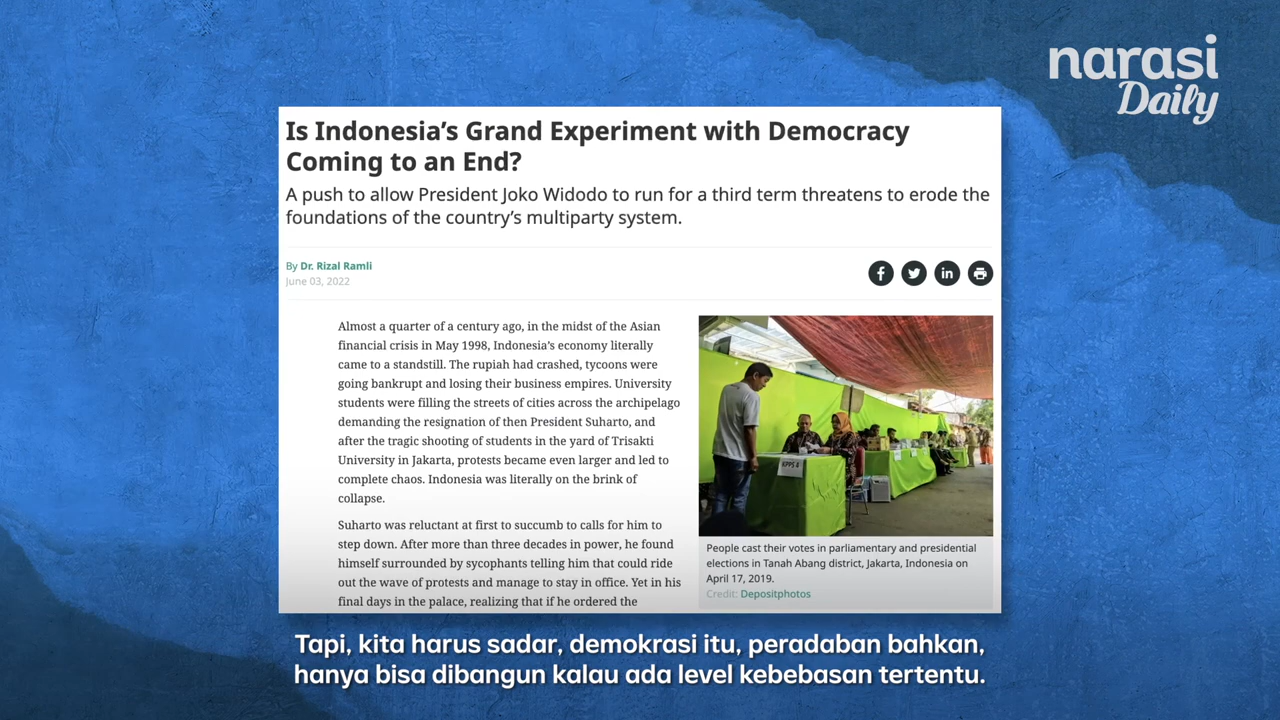 narasi
Daily
Is Indonesia's Grand Experiment with Democracy
Coming to an End?
A push to allow President Joko Widodo to run for a third term threatens to erode the
foundations of the country's multiparty system.
By Dr. Rizal Ramli
June 03, 2022
Almost a quarter of a century ago, in the midst of the Asian
financial crisis in May 1998, Indonesia's economy literally
came to a standstill. The rupiah had crashed, tycoons were
going bankrupt and losing their business empires. University
students were filling the streets of cities across the archipelago
demanding the resignation of then President Suharto, and
after the tragic shooting of students in the yard of Trisakti
University in Jakarta, protests became even larger and led to
complete chaos. Indonesia was literally on the brink of
collapse.
Suharto was reluctant at first to succumb to calls for him to
step down. After more than three decades in power, he found
himself surrounded by sycophants telling him that could ride
out the wave of protests and manage to stay in office. Yet in his
final days in the palace, realizing that if he ordered the
KPPS 4
People cast their votes in parliamentary and presidential
elections in Tanah Abang district, Jakarta, Indonesia on
April 17, 2019.
Credit: Depositphotos
Tapi, kita harus sadar, demokrasi itu, peradaban bahkan,
hanya bisa dibangun kalau ada level kebebasan tertentu.